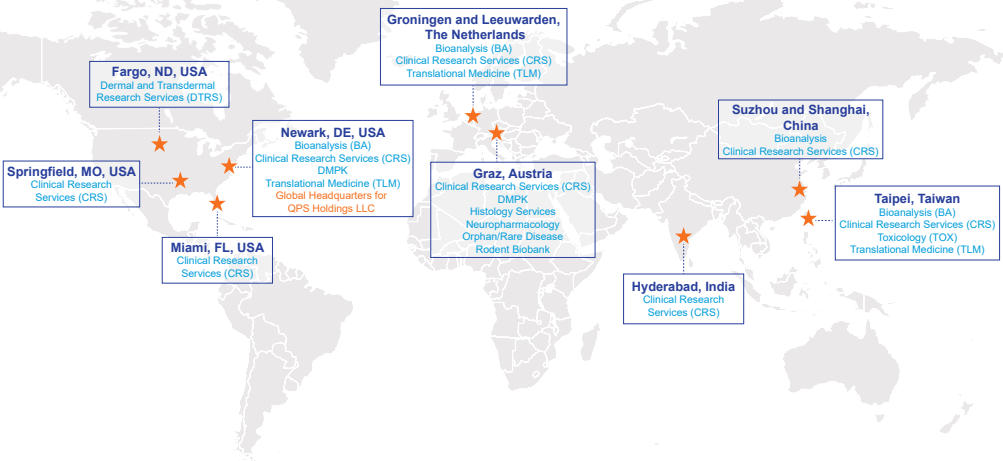 Groningen and Leeuwarden,
The Netherlands
Bioanalysis (BA)
Clinical Research Services (CRS)
Translational Medicine (TLM)
Fargo, ND, USA
Dermal and Transdermal
Research Services (DTRS)
Newark, DE, USA
Bioanalysis (BA)
Clinical Research Services (CRS)
DMPK
Translational Medicine (TLM)
Global Headquarters for
QPS Holdings LLC
Springfield, MO, USA
Clinical Research
Services (CRS)
Miami, FL, USA
Clinical Research
Services (CRS)
Graz, Austria
Clinical Research Services (CRS)
DMPK
Histology Services
Neuropharmacology
Orphan/Rare Disease
Rodent Biobank
Suzhou and Shanghai,
China
Bioanalysis
Clinical Research Services (CRS)
Taipei, Taiwan
Bioanalysis (BA)
Clinical Research Services (CRS)
Toxicology (TOX)
Translational Medicine (TLM)
Hyderabad, India
Clinical Research
Services (CRS)